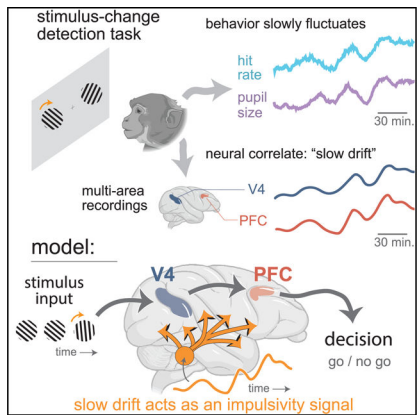 stimulus-change
detection task
behavior slowly fluctuates
hit
rate
pupil
size
30 min.
neural correlate: “slow drift”
multi-area
recordings
V4
PFC
30 min.
model:
stimulus
input
V4
PFC
time
decision
go / no go
time
slow drift acts as an impulsivity signal